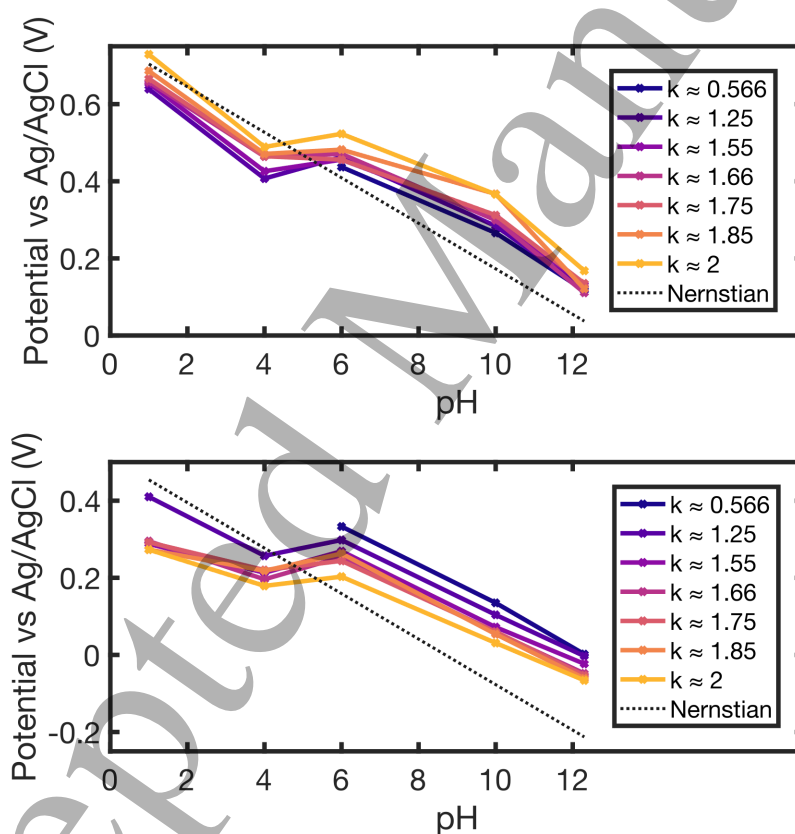 Potential vs Ag/AgCl (V)
0.6
0.4
0.2
0
0 2 4 6 8 10 12
pH
k ≈ 0.566
k ≈ 1.25
k ≈ 1.55
k ≈ 1.66
k ≈ 1.75
k ≈ 1.85
k ≈ 2
Nernstian
Potential vs Ag/AgCl (V)
0.4
0.2
0
-0.2
0 2 4 6 8 10 12
pH
k ≈ 0.566
k ≈ 1.25
k ≈ 1.55
k ≈ 1.66
k ≈ 1.75
k ≈ 1.85
k ≈ 2
Nernstian